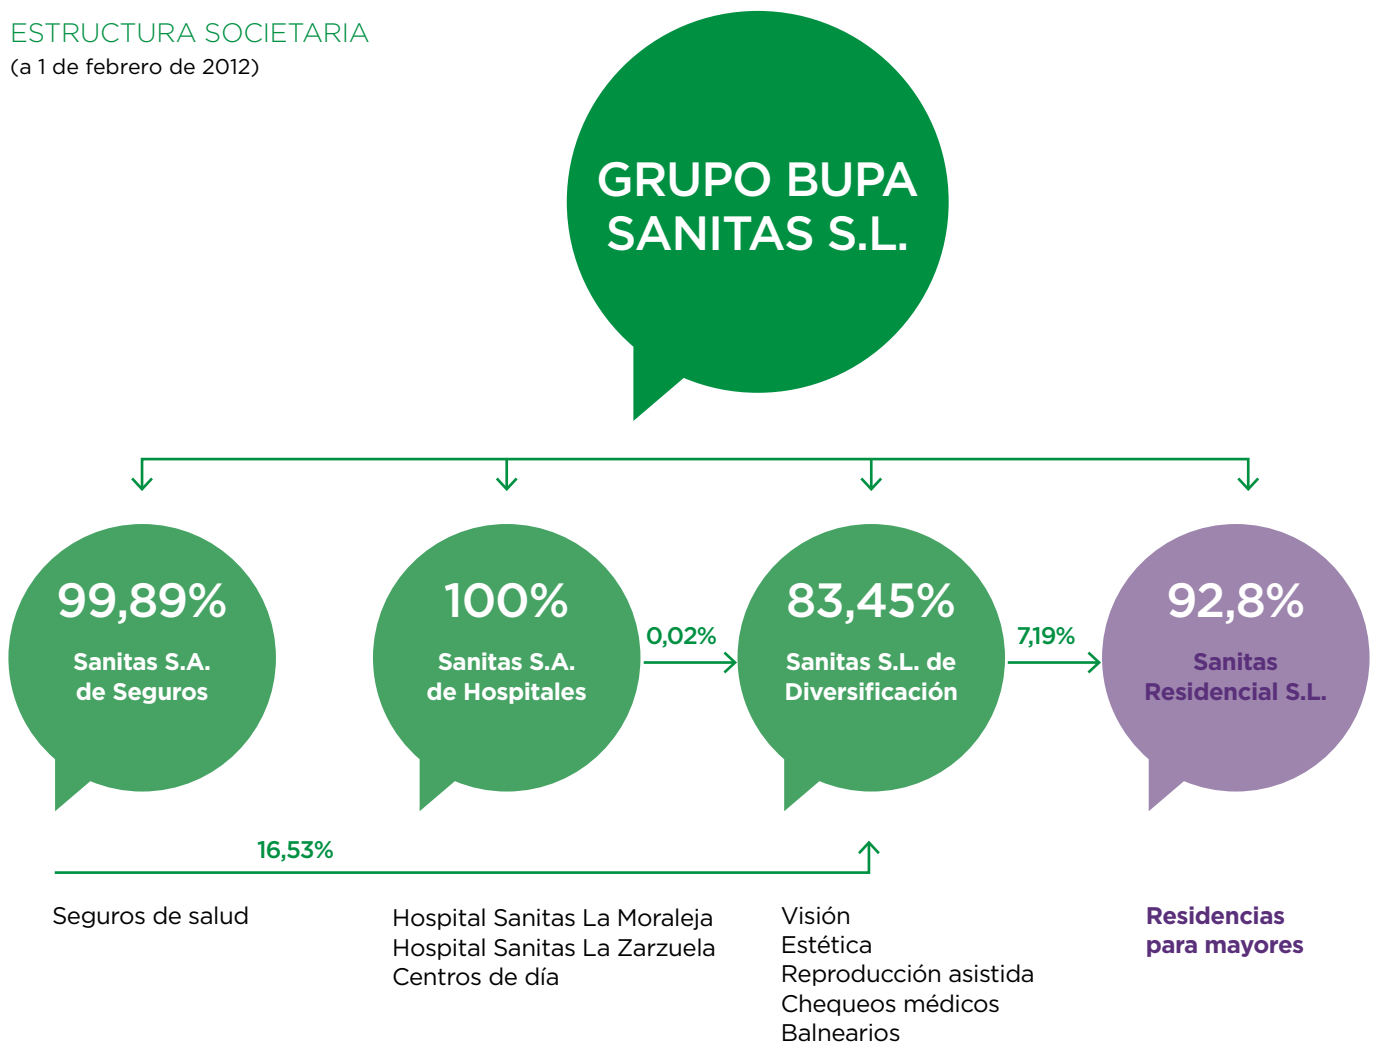 ESTRUCTURA SOCIETARIA
(a 1 de febrero de 2012)
GRUPO BUPA
SANITAS S.L.
99,89%
Sanitas S.A.
de Seguros
100%
Sanitas S.A.
de Hospitales
0,02%
83,45%
Sanitas S.L. de
Diversificación
7,19%
92,8%
Sanitas
Residencial S.L.
16,53%
Seguros de salud
Hospital Sanitas La Moraleja
Hospital Sanitas La Zarzuela
Centros de día
Visión
Estética
Reproducción asistida
Chequeos médicos
Balnearios
Residencias
para mayores